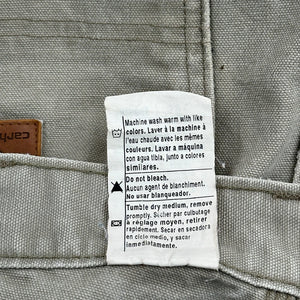 Machine wash warm with like
colors. Laver à la machine à
l'eau chaude avec les mêmes
couleurs. Lavar a máquina
con agua tibia, junto a colores
similares.
Do not bleach.
Aucun agent de blanchiment.
No usar blanqueador.
Tumble dry medium, remove
promptly. Sécher par culbutage
à réglage moyen, retirer
rapidement. Secar en secadora
en ciclo medio, y sacar
inmediatamente.
carh